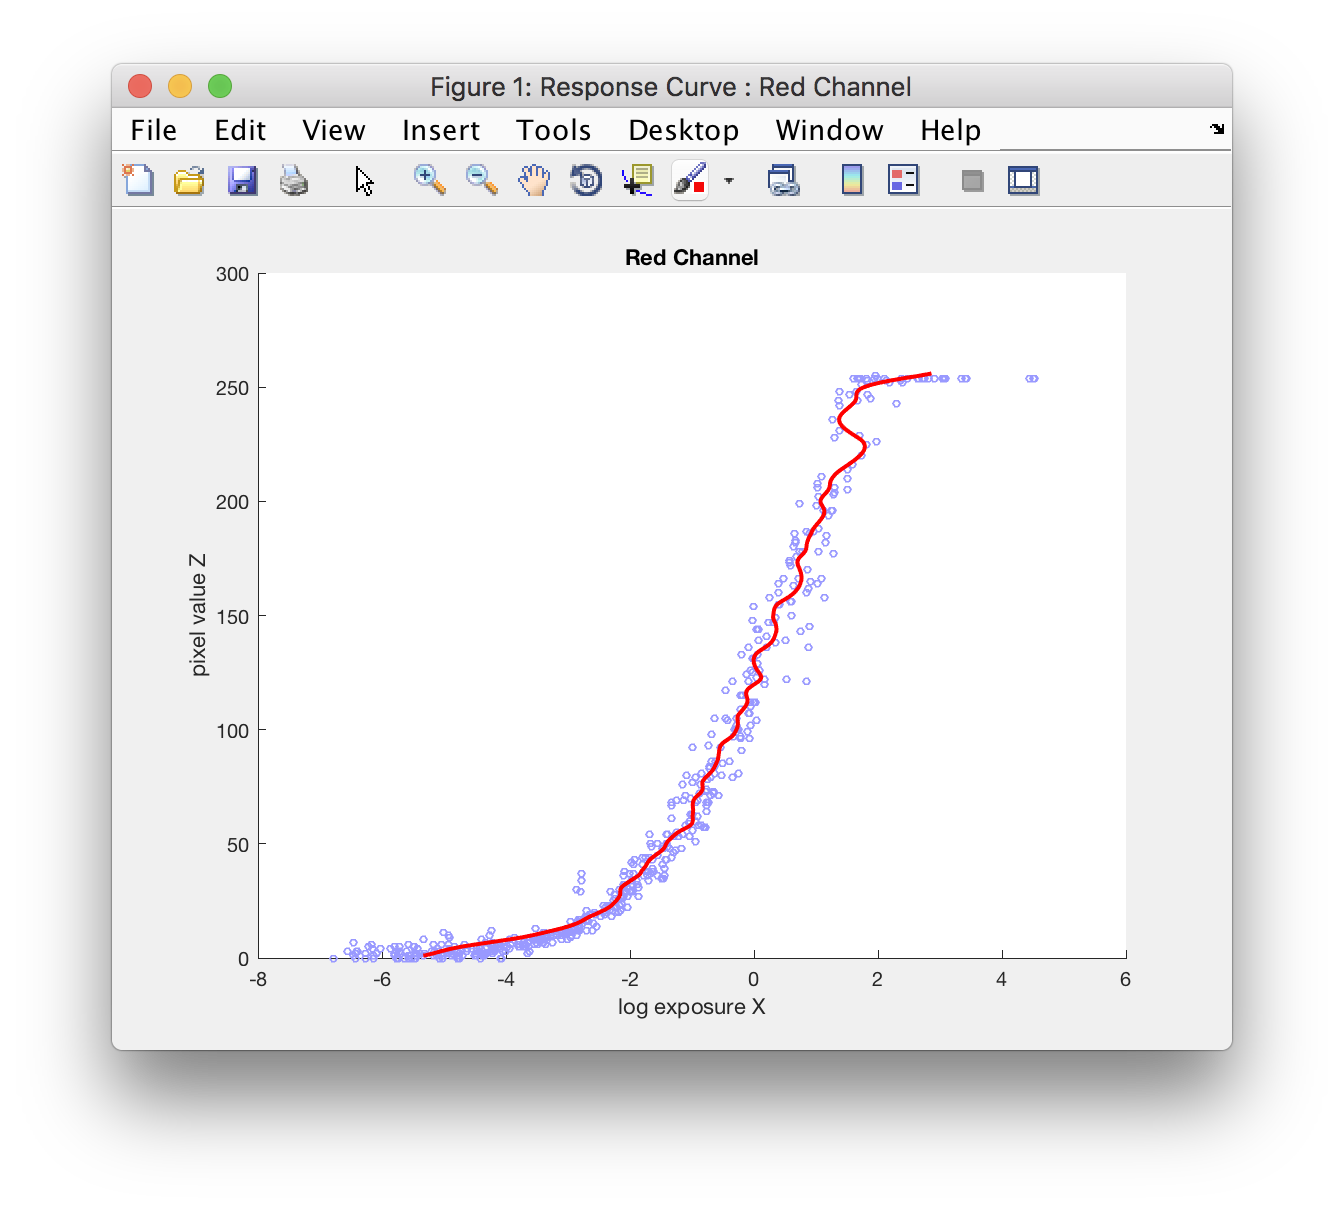 Figure 1: Response Curve : Red Channel
File Edit View Insert Tools Desktop Window Help
Red Channel
300
250
200
150
100
50
0
pixel value Z
-8 -6 -4 -2 0 2 4 6
log exposure X